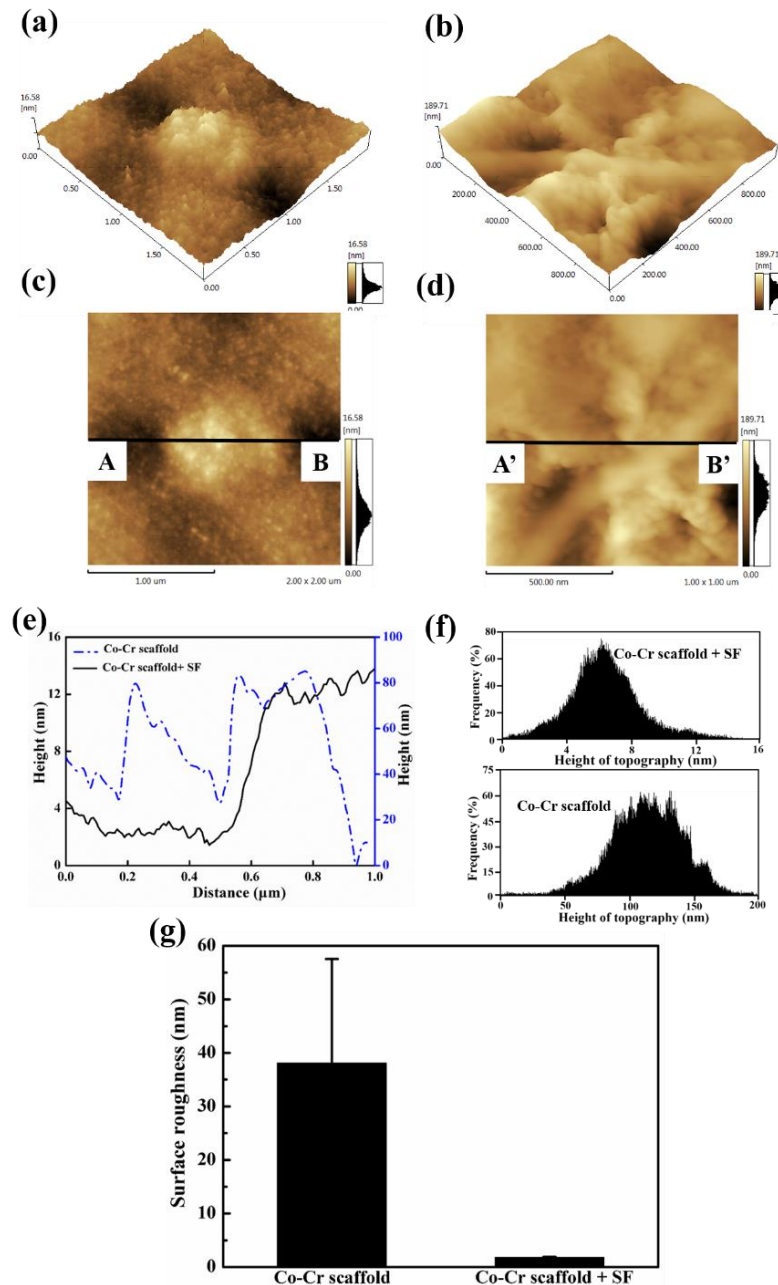 (a)
16.58
[nm]
0.00
0.50
1.00
1.50
0.00
0.50
1.00
1.50
16.58
[nm]
0.00
(b)
189.71
[nm]
0.00
200.00
400.00
600.00
800.00
0.00
200.00
400.00
600.00
800.00
189.71
[nm]
(c)
A
B
1.00 um
2.00 x 2.00 um
16.58
[nm]
0.00
(d)
A’
B’
500.00 nm
1.00 x 1.00 um
189.71
[nm]
0.00
(e)
Co-Cr scaffold
Co-Cr scaffold+ SF
Height (nm)
16
12
8
4
0
0.0 0.2 0.4 0.6 0.8 1.0
Distance (μm)
100
80
60
40
20
0
Height (nm)
(f)
Co-Cr scaffold + SF
Frequency (%)
80
60
40
20
0
0 4 8 12 16
Height of topography (nm)
Co-Cr scaffold
Frequency (%)
75
60
45
30
15
0
0 50 100 150 200
Height of topography (nm)
(g)
Surface roughness (nm)
60
50
40
30
20
10
0
Co-Cr scaffold
Co-Cr scaffold + SF